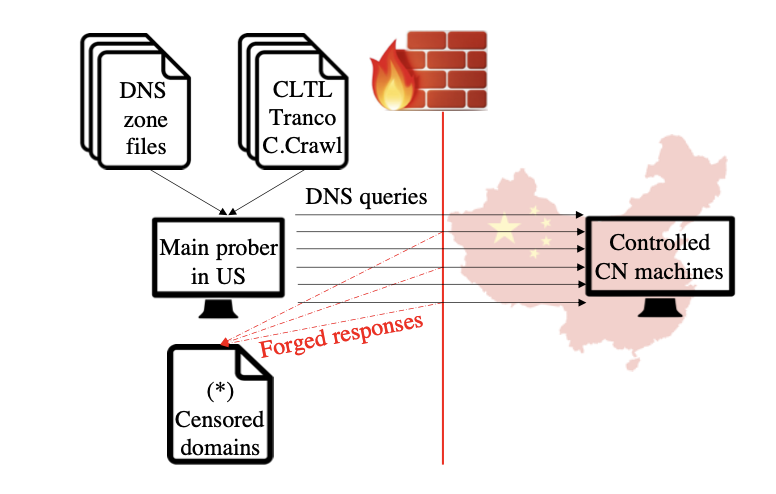 DNS
zone
files
CLTL
Tranco
C.Crawl
DNS queries
Main prober
in US
Controlled
CN machines
Forged responses
(*)
Censored
domains